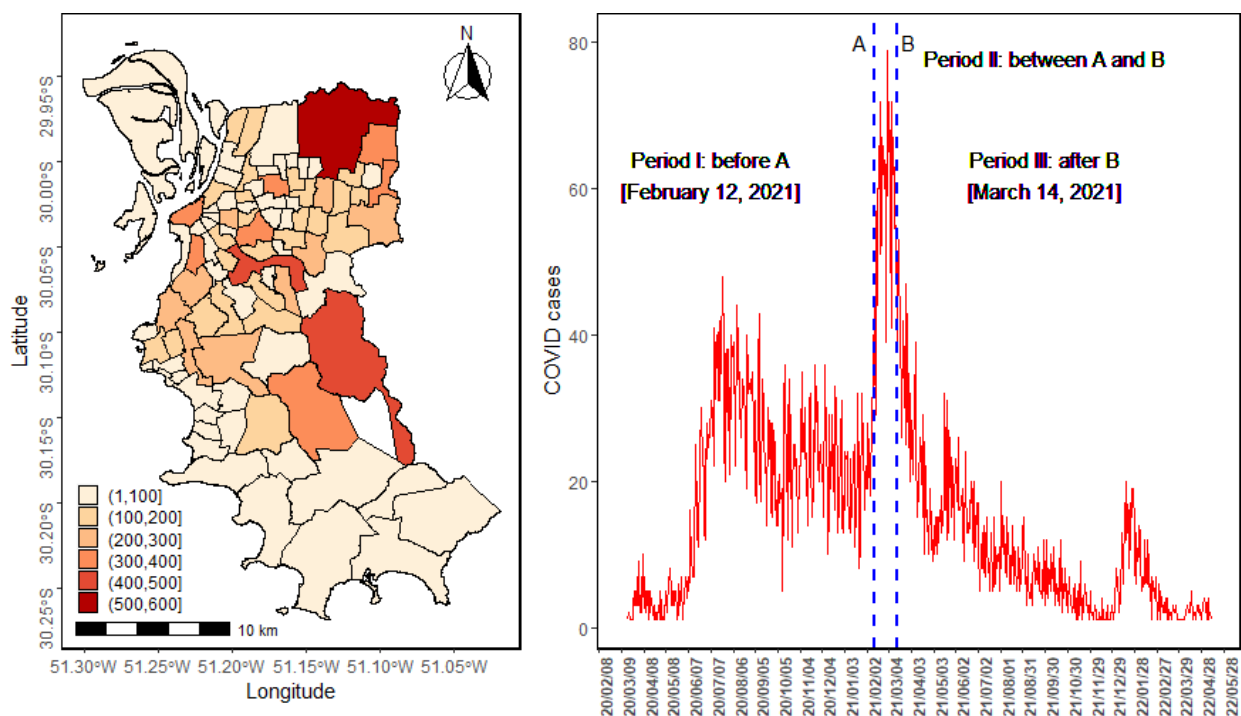 N
29.95°S
30.00°S
30.05°S
30.10°S
30.15°S
30.20°S
30.25°S
Latitude
(1,100]
(100,200]
(200,300]
(300,400]
(400,500]
(500,600]
10 km
51.30°W 51.25°W 51.20°W 51.15°W 51.10°W 51.05°W
Longitude
COVID cases
80
60
40
20
0
A B
Period II: between A and B
Period I: before A
[February 12, 2021]
Period III: after B
[March 14, 2021]
20/02/08
20/03/09
20/04/08
20/05/08
20/06/07
20/07/07
20/08/06
20/09/05
20/10/05
20/11/04
20/12/04
21/01/03
21/02/02
21/03/04
21/04/03
21/05/03
21/06/02
21/07/02
21/08/01
21/08/31
21/09/30
21/10/30
21/11/29
21/12/29
22/01/28
22/02/27
22/03/29
22/04/28
22/05/28